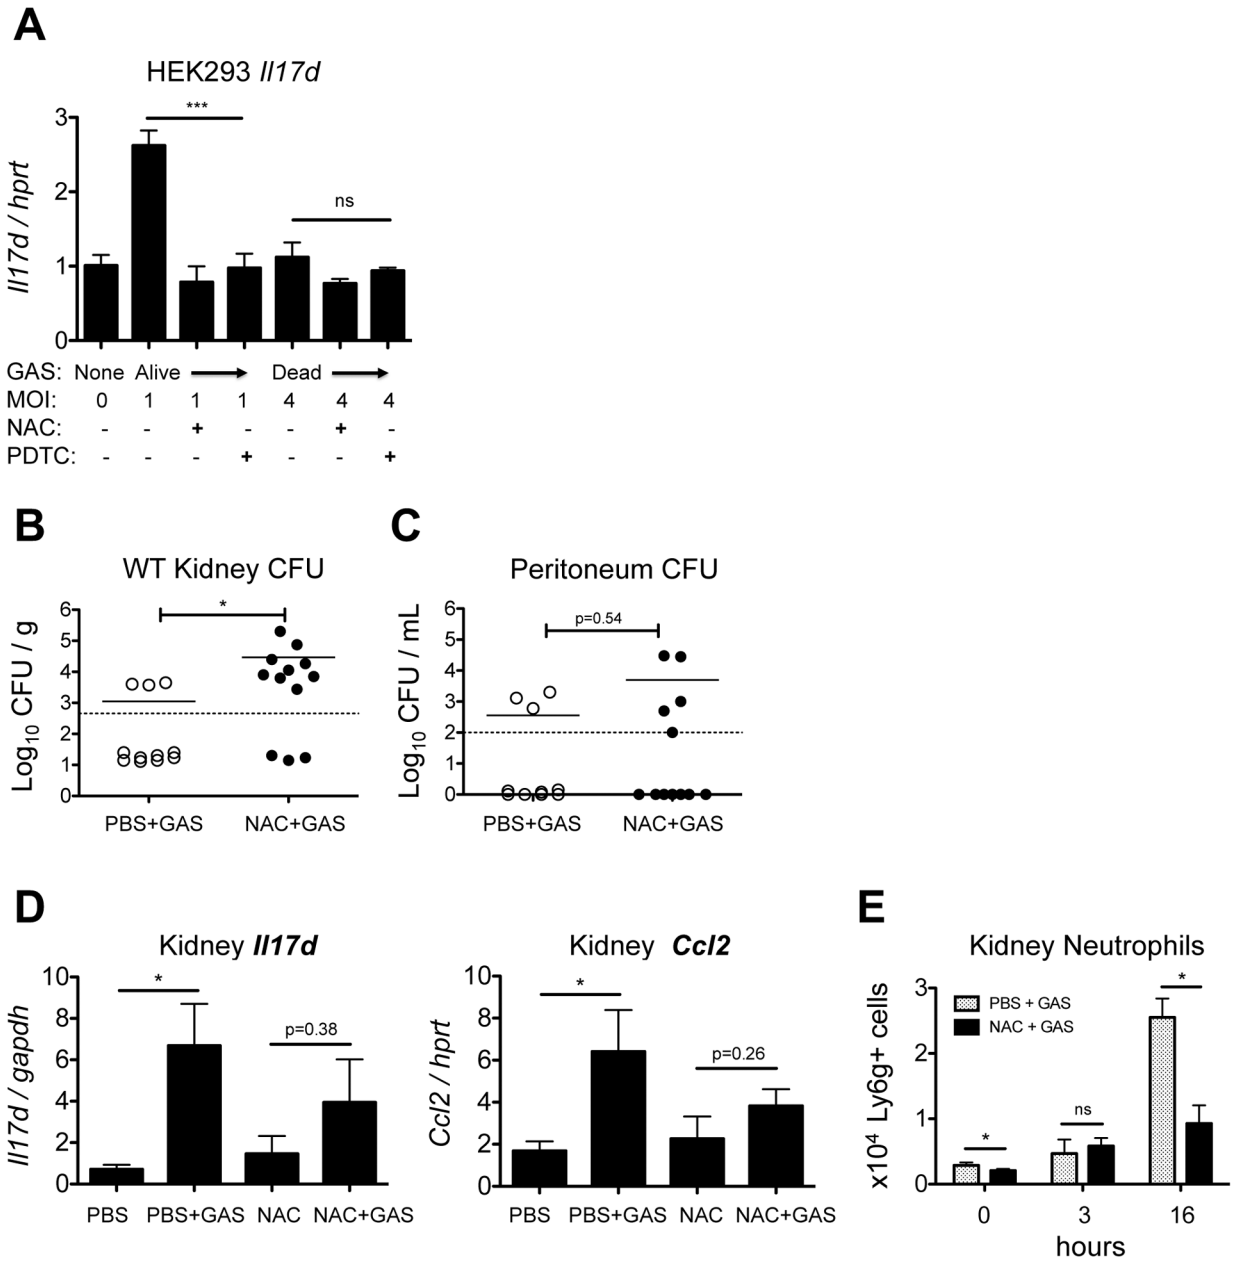 A
HEK293 Il17d
***
ns
Il17d / hprt
3
2
1
0
GAS: None Alive Dead
MOI: 0 1 1 1 4 4 4
NAC: - - + - - + -
PDTC: - - - + - - +
B
WT Kidney CFU
*
Log10 CFU / g
6
5
4
3
2
1
0
PBS+GAS NAC+GAS
C
Peritoneum CFU
p=0.54
Log10 CFU / mL
6
5
4
3
2
1
0
PBS+GAS NAC+GAS
D
Kidney Il17d
*
p=0.38
Il17d / gapdh
10
8
6
4
2
0
PBS PBS+GAS NAC NAC+GAS
Kidney Ccl2
*
p=0.26
Ccl2 / hprt
10
8
6
4
2
0
PBS PBS+GAS NAC NAC+GAS
E
Kidney Neutrophils
PBS + GAS
NAC + GAS
*
ns
*
x10⁴ Ly6g+ cells
3
2
1
0
0 3 16
hours